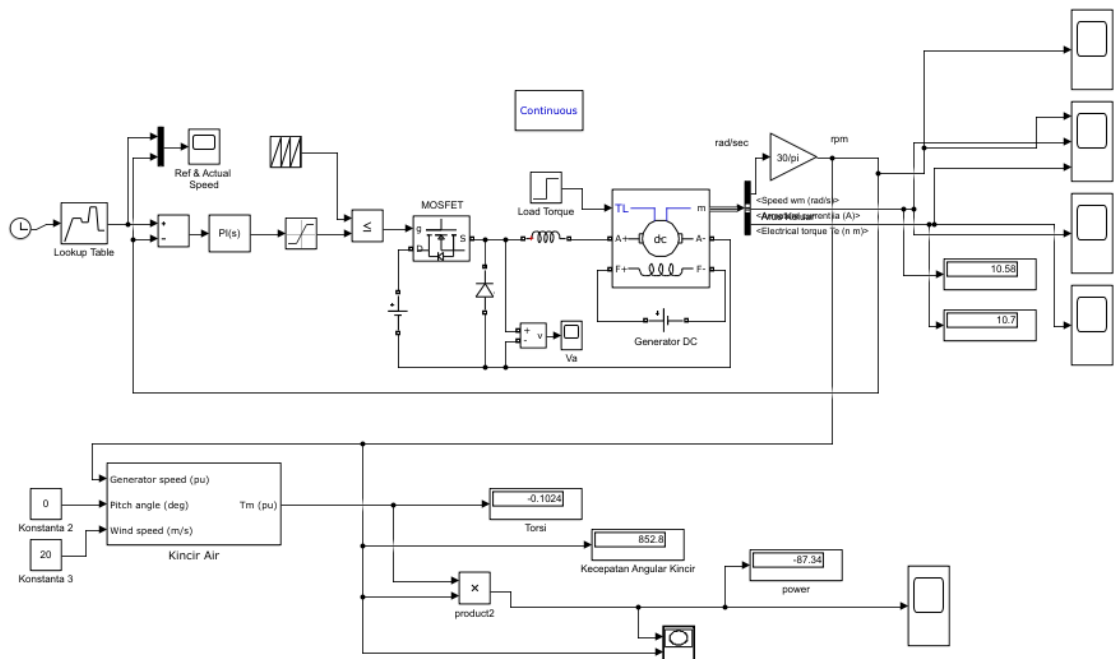 Continuous
rad/sec
rpm
30/pi
Ref & Actual
Speed
MOSFET
Load Torque
TL
m
<Speed wm (rad/s)>
(A)>
<Electrical torque Te (n m)>
Lookup Table
+
-
PI(s)
≤
g
D
S
A+
dc
A-
F+
F-
10.58
10.7
+
-
v
Va
+
+
Generator DC
Generator speed (pu)
Pitch angle (deg)
Wind speed (m/s)
Tm (pu)
Kincir Air
0
Konstanta 2
20
Konstanta 3
-0.1024
Torsi
852.8
Kecepatan Angular Kincir
-87.34
power
×
product2